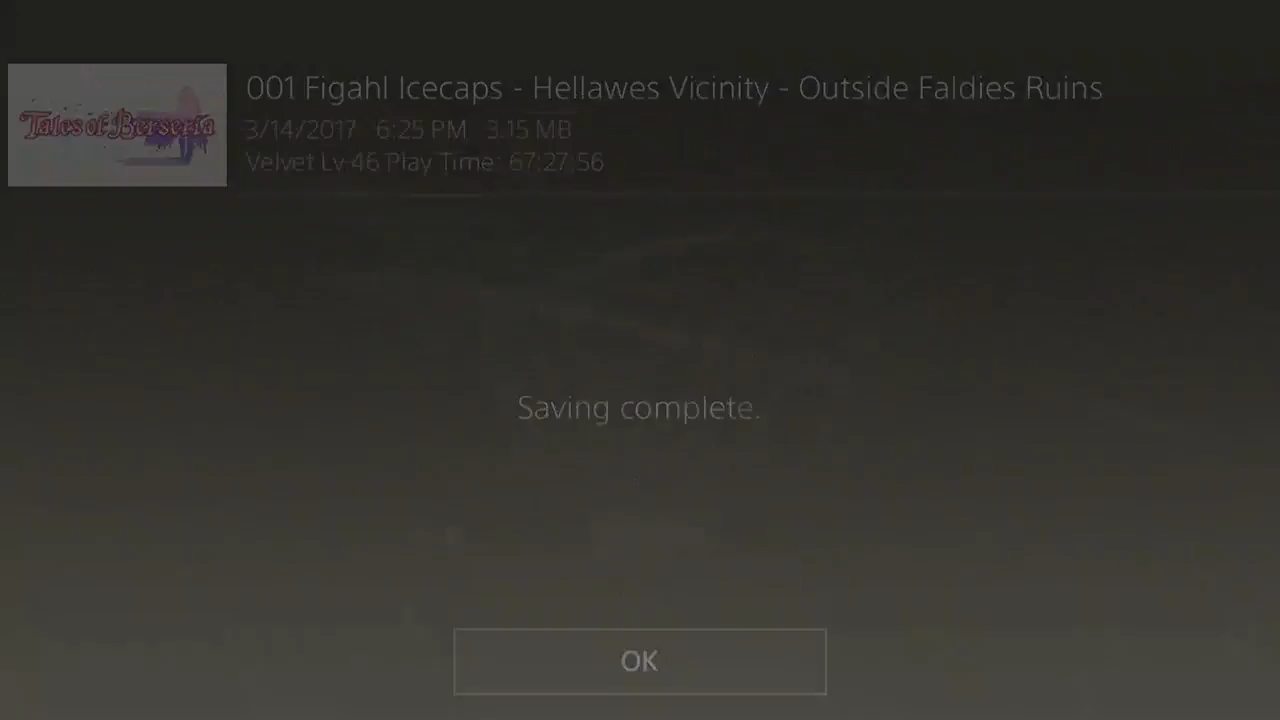 Tales of Berseria
001 Figahl Icecaps - Hellawes Vicinity - Outside Faldies Ruins
3/14/2017 6:25 PM 3.15 MB
Velvet Lv-46 Play Time: 67:27:56
Saving complete.
OK